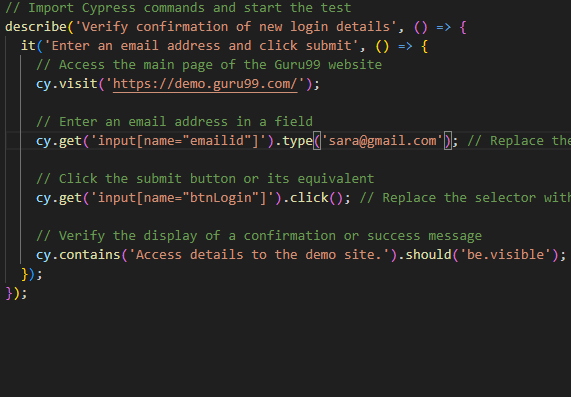 // Import Cypress commands and start the test
describe('Verify confirmation of new login details', () => {
  it('Enter an email address and click submit', () => {
    // Access the main page of the Guru99 website
    cy.visit('https://demo.guru99.com/');

    // Enter an email address in a field
    cy.get('input[name="emailid"]').type('sara@gmail.com'); // Replace the

    // Click the submit button or its equivalent
    cy.get('input[name="btnLogin"]').click(); // Replace the selector with

    // Verify the display of a confirmation or success message
    cy.contains('Access details to the demo site.').should('be.visible');
  });
});